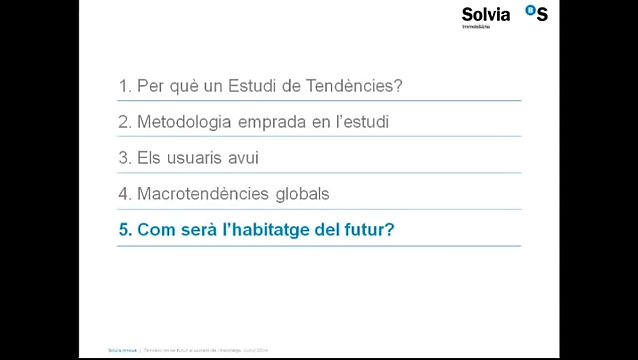 Solvia
Immobiliària
B S
1. Per què un Estudi de Tendències?
2. Metodologia emprada en l'estudi
3. Els usuaris avui
4. Macrotendències globals
5. Com serà l'habitatge del futur?